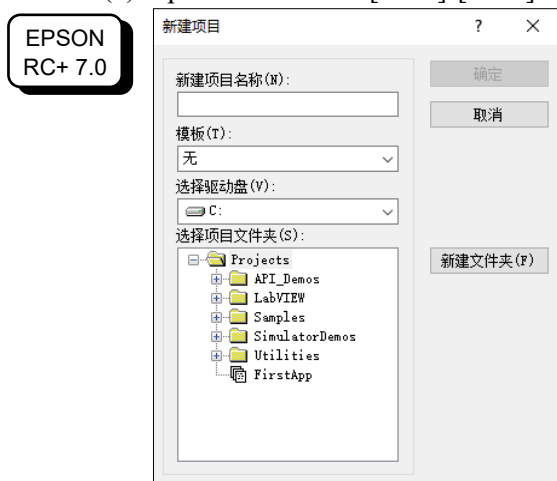 EPSON
RC+ 7.0
新建项目
?
新建项目名称(N):
确定
取消
模板(T):
无
选择驱动盘(V):
C:
选择项目文件夹(S):
新建文件夹(F)
Projects
API_Demos
LabVIEW
Samples
SimulatorDemos
Utilities
FirstApp